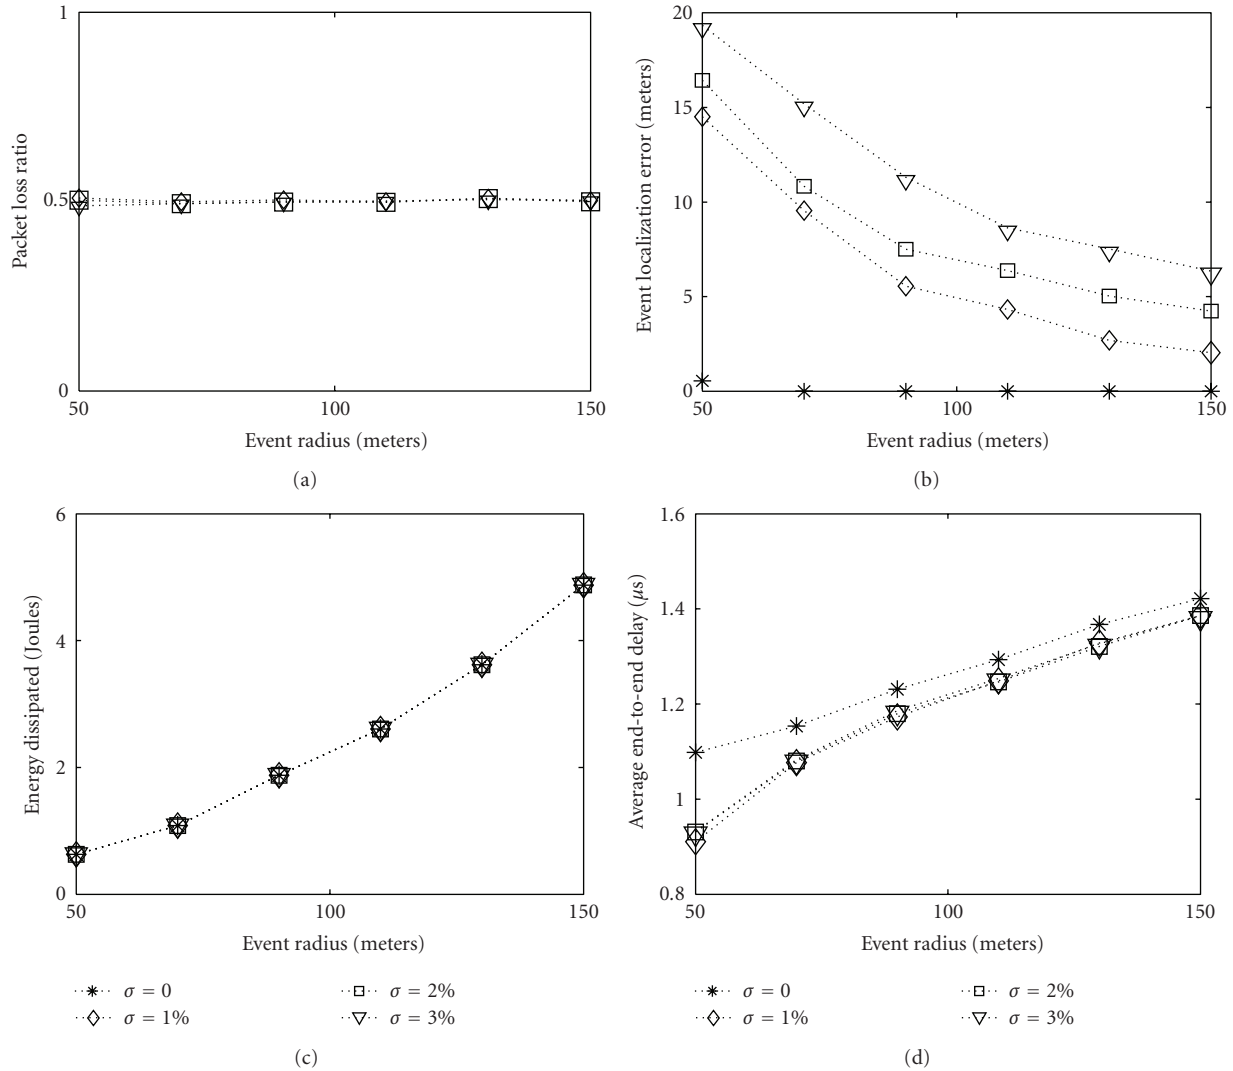 1
0.5
0
Packet loss ratio
50
100
150
Event radius (meters)
(a)
20
15
10
5
0
Event localization error (meters)
50
100
150
Event radius (meters)
(b)
6
4
2
0
Energy dissipated (Joules)
50
100
150
Event radius (meters)
σ = 0
σ = 2%
σ = 1%
σ = 3%
(c)
1.6
1.4
1.2
1
0.8
Average end-to-end delay (μs)
50
100
150
Event radius (meters)
σ = 0
σ = 2%
σ = 1%
σ = 3%
(d)